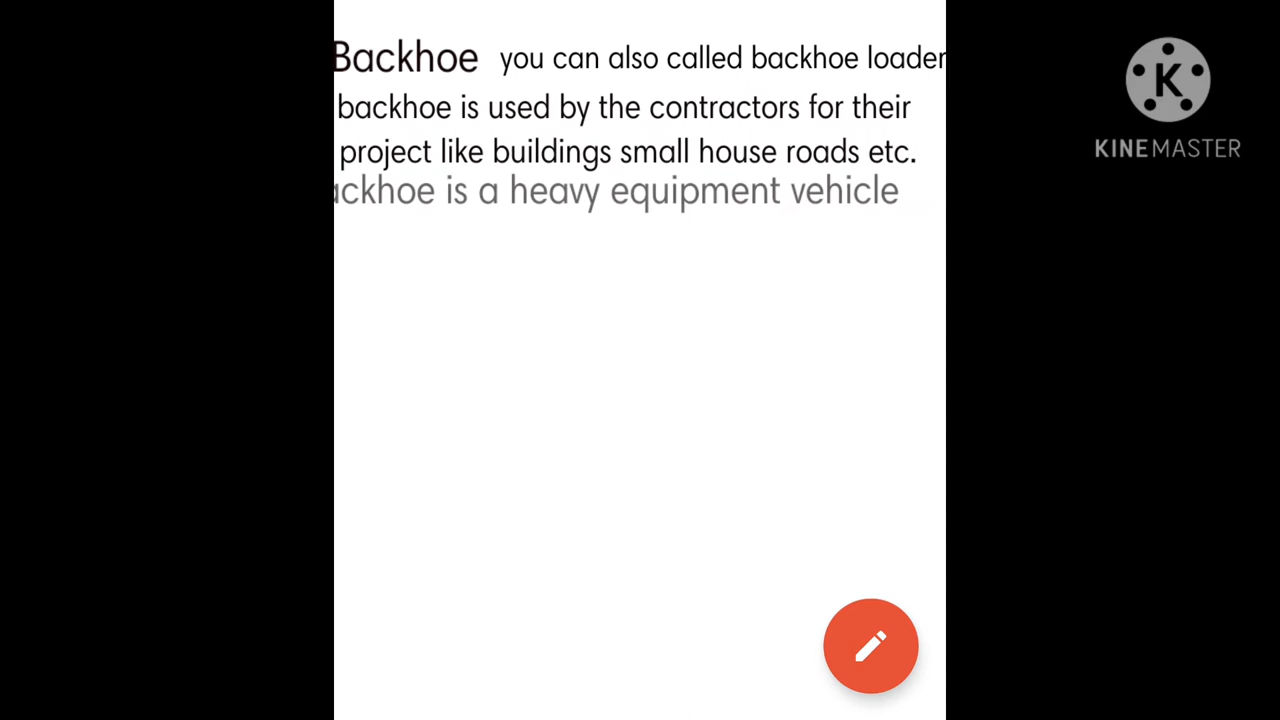 Backhoe you can also called backhoe loader
backhoe is used by the contractors for their
project like buildings small house roads etc.
ackhoe is a heavy equipment vehicle
K
KINEMASTER